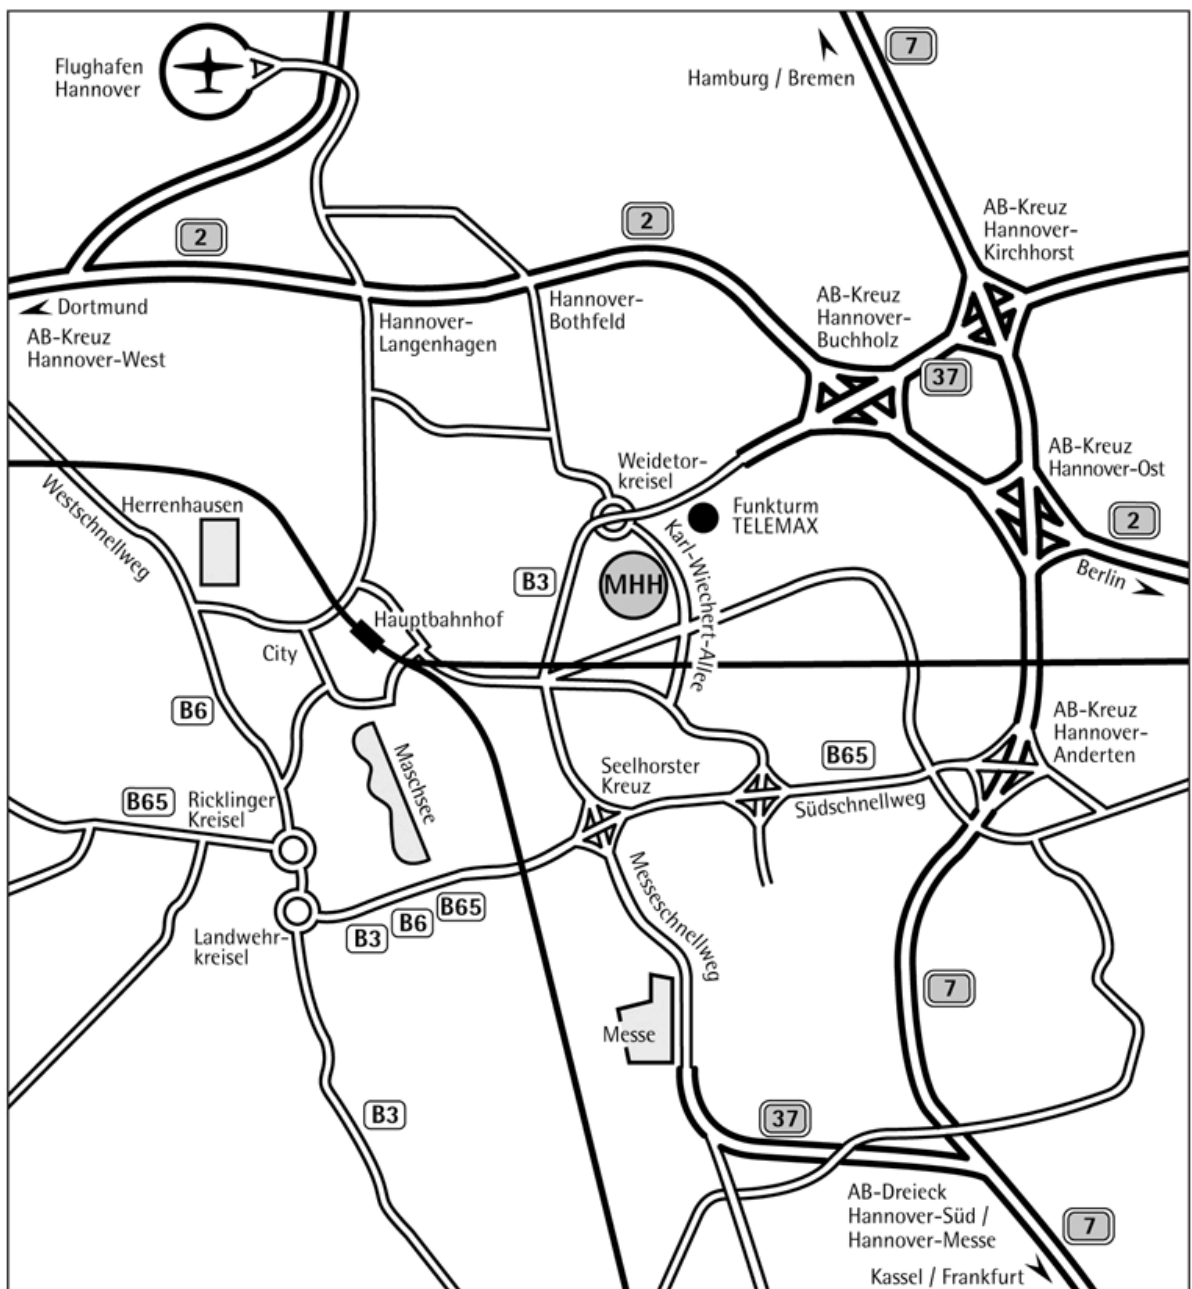 7
Flughafen
Hannover
Hamburg / Bremen
AB-Kreuz
Hannover-
Kirchhorst
2
2
Dortmund
AB-Kreuz
Hannover-West
Hannover-
Langenhagen
Hannover-
Bothfeld
AB-Kreuz
Hannover-
Buchholz
37
Weidetor-
kreisel
AB-Kreuz
Hannover-Ost
Westschnellweg
Herrenhausen
Funkturm
TELEMAX
2
Berlin
B3
MHH
Karl-Wiechert-Allee
Hauptbahnhof
City
B6
AB-Kreuz
Hannover-
Anderten
Maschsee
Seelhorster
Kreuz
B65
Südschnellweg
B65
Ricklinger
Kreisel
Landwehr-
kreisel
B3
B6
B65
Messeschnellweg
7
Messe
B3
37
AB-Dreieck
Hannover-Süd /
Hannover-Messe
7
Kassel / Frankfurt